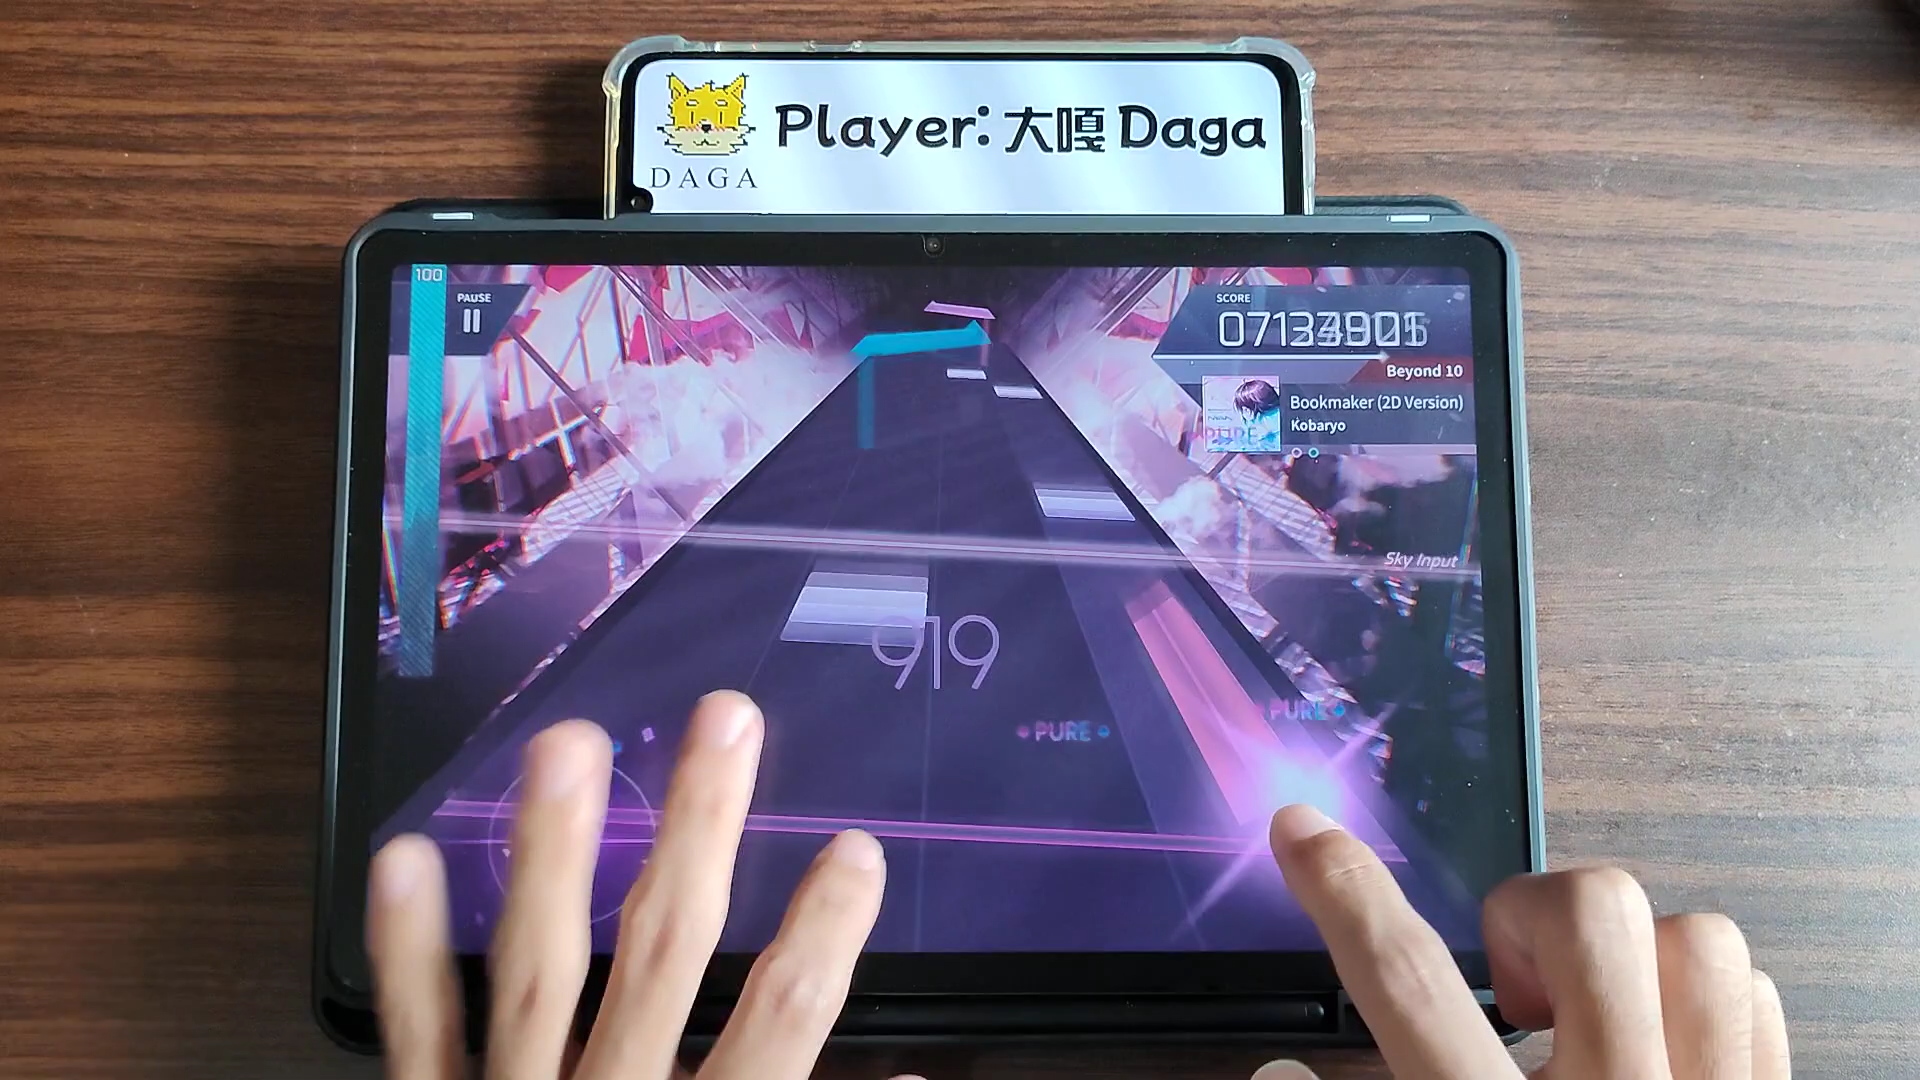 Player: 大嘎 Daga
DAGA
100
PAUSE
SCORE
Beyond 10
Bookmaker (2D Version)
Kobaryo
PURE
Sky Input
919
PURE
PURE